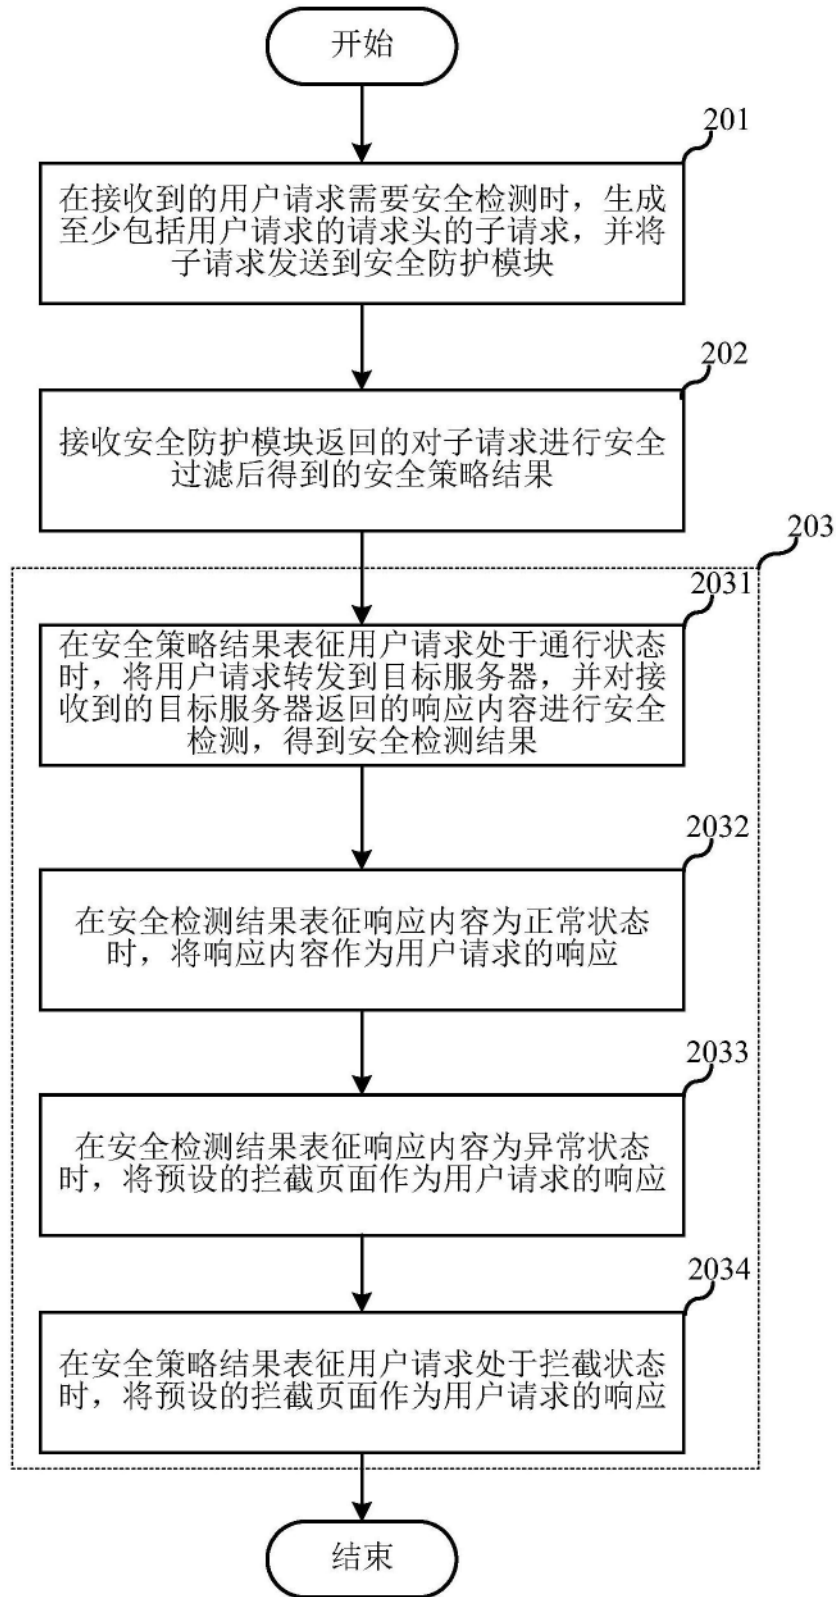 开始
201
在接收到的用户请求需要安全检测时，生成
至少包括用户请求的请求头的子请求，并将
子请求发送到安全防护模块
202
接收安全防护模块返回的对子请求进行安全
过滤后得到的安全策略结果
203
2031
在安全策略结果表征用户请求处于通行状态
时，将用户请求转发到目标服务器，并对接
收到的目标服务器返回的响应内容进行安全
检测，得到安全检测结果
2032
在安全检测结果表征响应内容为正常状态
时，将响应内容作为用户请求的响应
2033
在安全检测结果表征响应内容为异常状态
时，将预设的拦截页面作为用户请求的响应
2034
在安全策略结果表征用户请求处于拦截状态
时，将预设的拦截页面作为用户请求的响应
结束